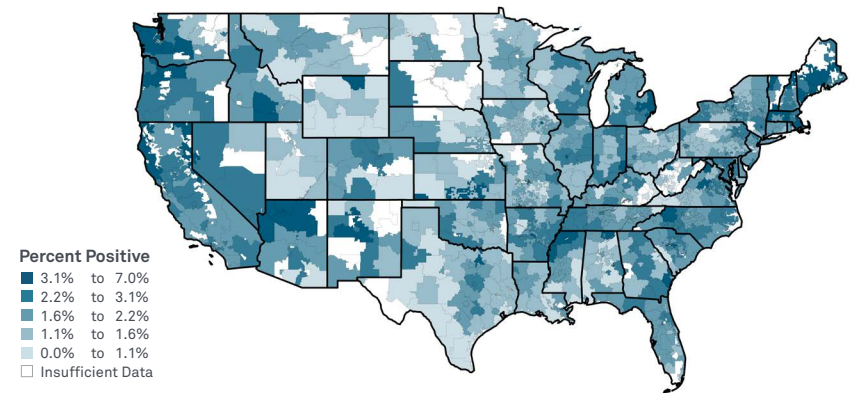 Percent Positive
3.1% to 7.0%
2.2% to 3.1%
1.6% to 2.2%
1.1% to 1.6%
0.0% to 1.1%
Insufficient Data